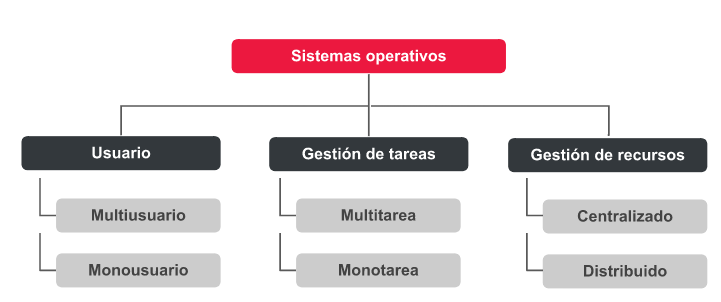 Sistemas operativos
Usuario
Multiusuario
Monousuario
Gestión de tareas
Multitarea
Monotarea
Gestión de recursos
Centralizado
Distribuido